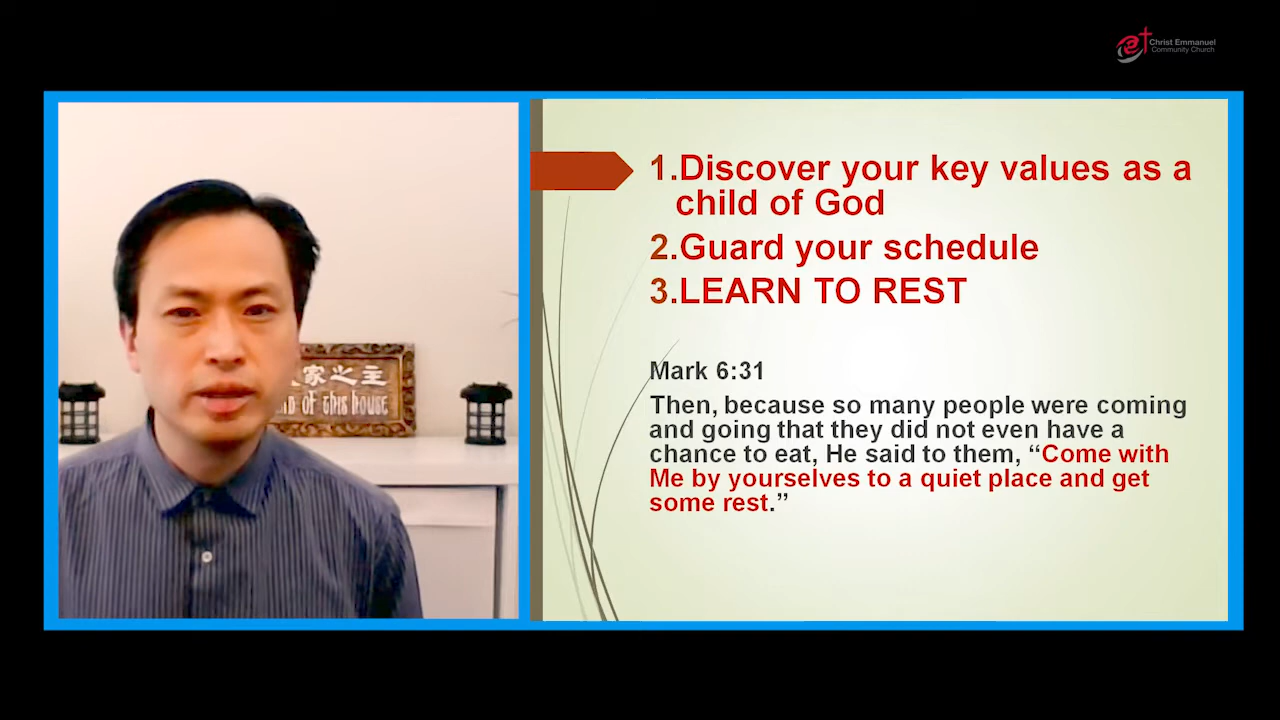 Christ Emmanuel
Community Church
1.Discover your key values as a
child of God
2.Guard your schedule
3.LEARN TO REST
Mark 6:31
Then, because so many people were coming
and going that they did not even have a
chance to eat, He said to them, “Come with
Me by yourselves to a quiet place and get
some rest.”
家之主
OF this house